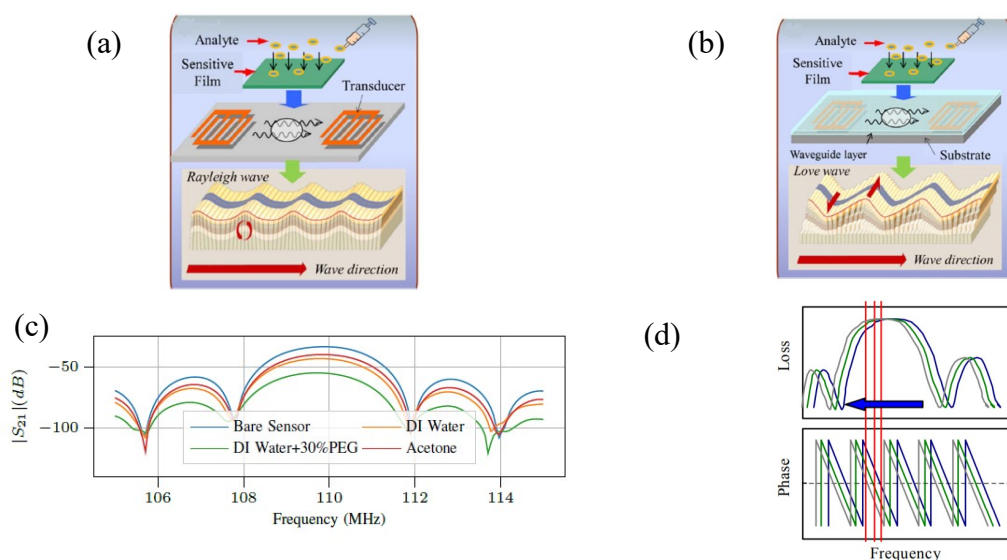 (a)
Analyte
Sensitive
Film
Transducer
Rayleigh wave
Wave direction
(b)
Analyte
Sensitive
Film
Waveguide layer
Substrate
Love wave
Wave direction
(c)
|S21|(dB)
−50
−100
Bare Sensor
DI Water
DI Water+30%PEG
Acetone
106
108
110
112
114
Frequency (MHz)
(d)
Loss
Phase
Frequency